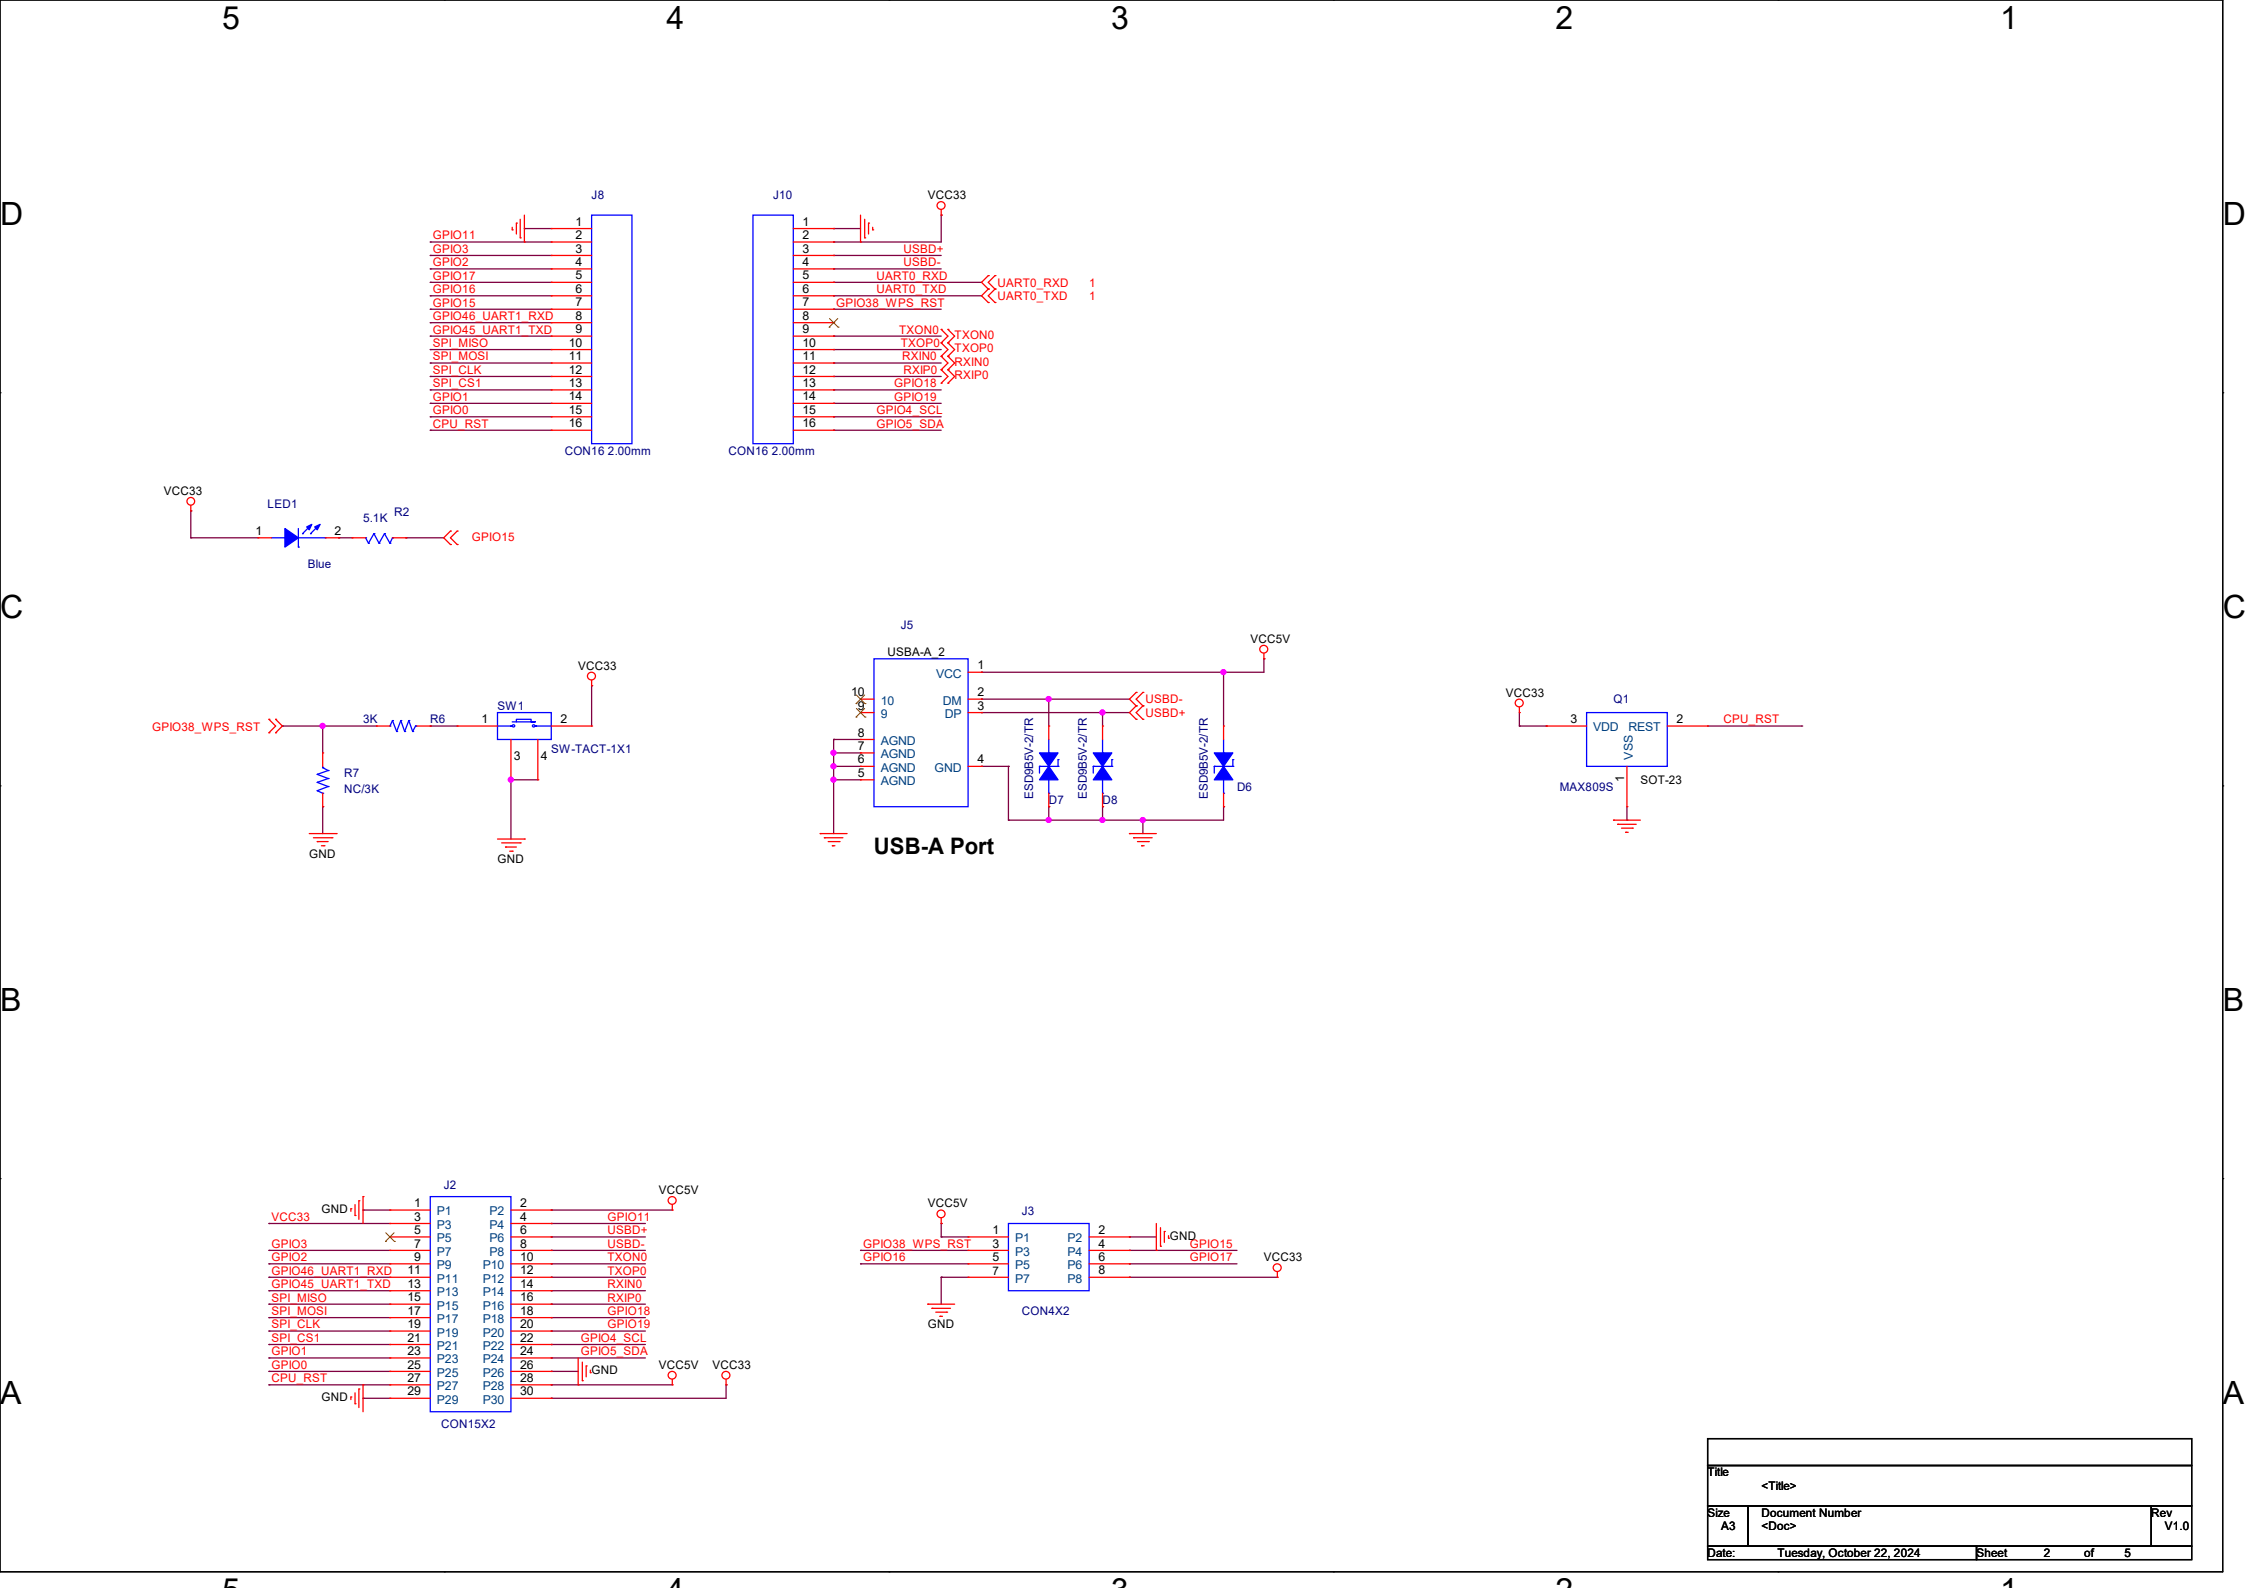 5 4 3 2 1
D D
J8
1
GPIO11 2
GPIO3 3
GPIO2 4
GPIO17 5
GPIO16 6
GPIO15 7
GPIO46_UART1_RXD 8
GPIO45_UART1_TXD 9
SPI_MISO 10
SPI_MOSI 11
SPI_CLK 12
SPI_CS1 13
GPIO1 14
GPIO0 15
CPU_RST 16
CON16 2.00mm
J10 VCC33
1
2
3 USBD+
4 USBD-
5 UART0_RXD UART0_RXD 1
6 UART0_TXD UART0_TXD 1
7 GPIO38_WPS_RST
8
9 TXON0 TXON0
10 TXOP0 TXOP0
11 RXIN0 RXIN0
12 RXIP0 RXIP0
13 GPIO18
14 GPIO19
15 GPIO4_SCL
16 GPIO5_SDA
CON16 2.00mm
VCC33
LED1
5.1K R2
1 2 GPIO15
Blue
C C
VCC33
SW1
GPIO38_WPS_RST 3K R6 1 2
SW-TACT-1X1
3 4
R7
NC/3K
GND
GND
J5
USBA-A_2
VCC5V
VCC 1
10 10 DM 2 USBD-
9 9 DP 3 USBD+
8 AGND
7 AGND
6 AGND GND 4
5 AGND
ESD9B5V-2/TR
D7
ESD9B5V-2/TR
D8
ESD9B5V-2/TR
D6
USB-A Port
VCC33
Q1
3 VDD REST 2 CPU_RST
VSS
1
MAX809S SOT-23
B B
J2
VCC5V
GND 1 P1 P2 2
VCC33 3 P3 P4 4 GPIO11
5 P5 P6 6 USBD+
GPIO3 7 P7 P8 8 USBD-
GPIO2 9 P9 P10 10 TXON0
GPIO46_UART1_RXD 11 P11 P12 12 TXOP0
GPIO45_UART1_TXD 13 P13 P14 14 RXIN0
SPI_MISO 15 P15 P16 16 RXIP0
SPI_MOSI 17 P17 P18 18 GPIO18
SPI_CLK 19 P19 P20 20 GPIO19
SPI_CS1 21 P21 P22 22 GPIO4_SCL
GPIO1 23 P23 P24 24 GPIO5_SDA
GPIO0 25 P25 P26 26 GND VCC5V VCC33
CPU_RST 27 P27 P28 28
GND 29 P29 P30 30
CON15X2
VCC5V
J3
1 P1 P2 2 GND
GPIO38_WPS_RST 3 P3 P4 4 GPIO15
GPIO16 5 P5 P6 6 GPIO17
7 P7 P8 8 VCC33
GND
CON4X2
A A
Title
<Title>
Size Document Number Rev
A3 <Doc> V1.0
Date: Tuesday, October 22, 2024 Sheet 2 of 5
5 4 3 2 1